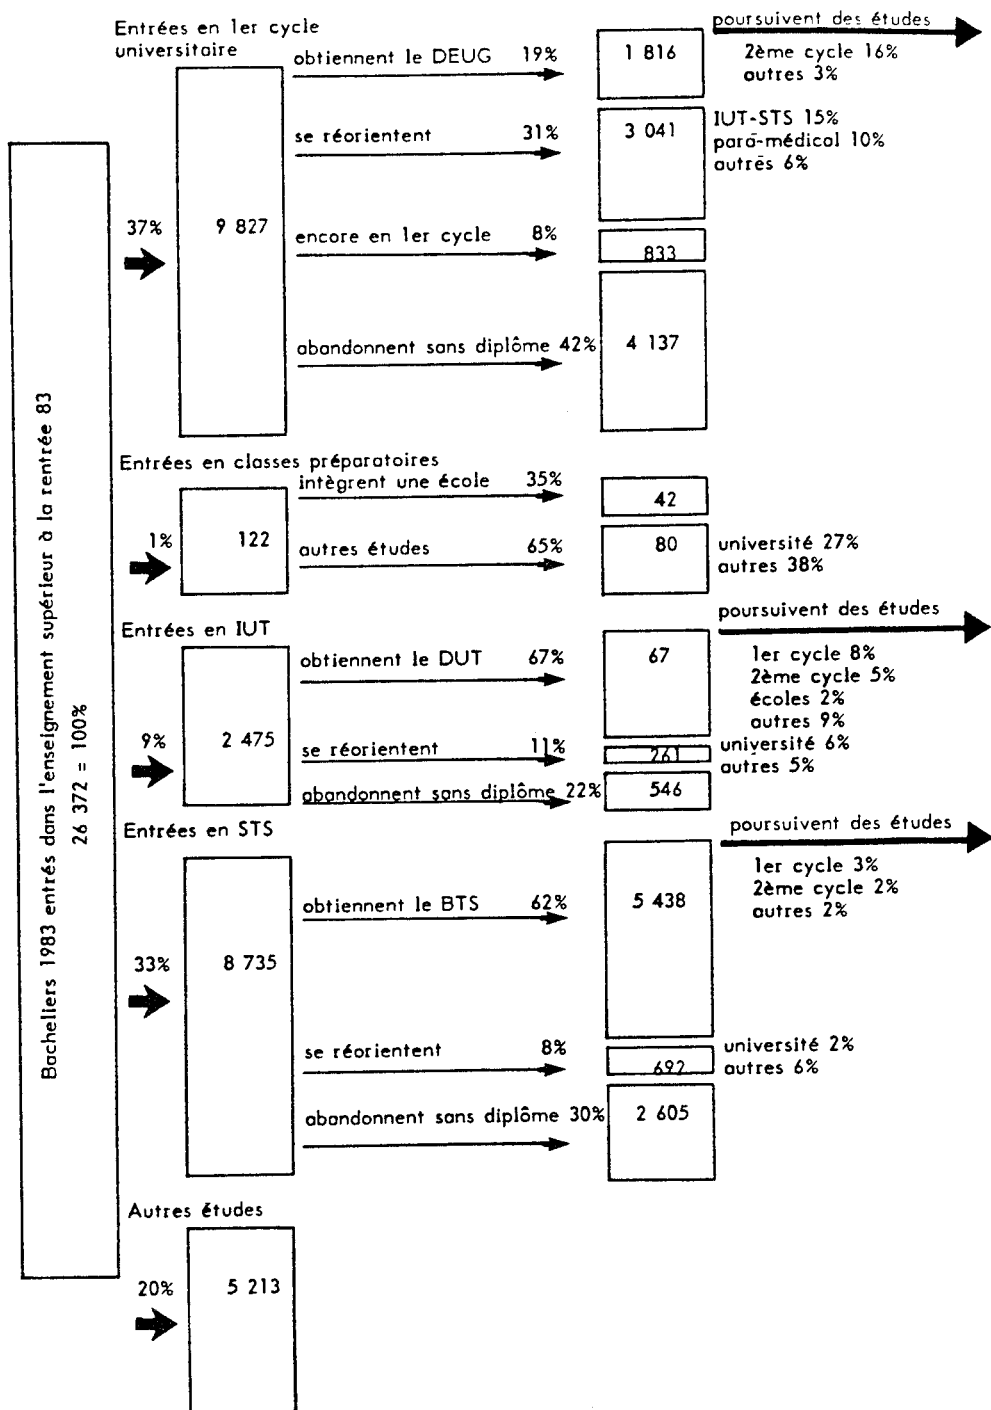 Bacheliers 1983 entrés dans l'enseignement supérieur à la rentrée 83
26 372 = 100%
Entrées en 1er cycle
universitaire
37%
9 827
obtiennent le DEUG 19%
1 816
poursuivent des études
2ème cycle 16%
autres 3%
se réorientent 31%
3 041
IUT-STS 15%
para-médical 10%
autres 6%
encore en 1er cycle 8%
833
abandonnent sans diplôme 42%
4 137
Entrées en classes préparatoires
1%
122
intègrent une école 35%
42
autres études 65%
80
université 27%
autres 38%
Entrées en IUT
9%
2 475
obtiennent le DUT 67%
67
poursuivent des études
1er cycle 8%
2ème cycle 5%
écoles 2%
autres 9%
se réorientent 11%
261
université 6%
autres 5%
abandonnent sans diplôme 22%
546
Entrées en STS
33%
8 735
obtiennent le BTS 62%
5 438
poursuivent des études
1er cycle 3%
2ème cycle 2%
autres 2%
se réorientent 8%
692
université 2%
autres 6%
abandonnent sans diplôme 30%
2 605
Autres études
20%
5 213